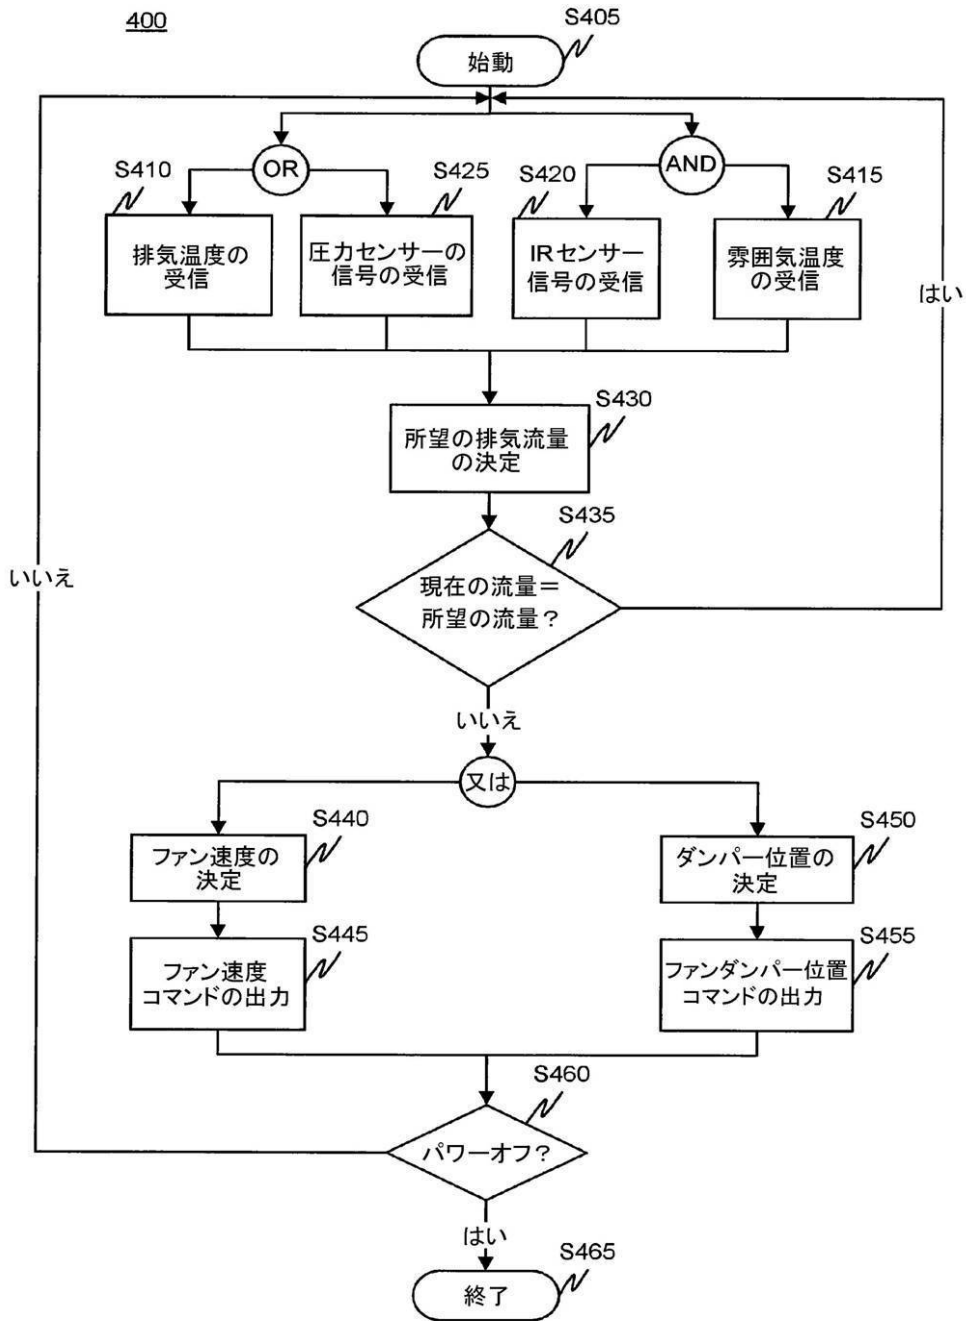 400
S405
始動
OR
AND
S410
S425
S420
S415
排気温度の
受信
圧力センサーの
信号の受信
IRセンサー
信号の受信
雰囲気温度
の受信
はい
S430
所望の排気流量
の決定
S435
現在の流量＝
所望の流量？
いいえ
いいえ
又は
S440
ファン速度の
決定
S450
ダンパー位置の
決定
S445
ファン速度
コマンドの出力
S455
ファンダンパー位置
コマンドの出力
S460
パワーオフ？
はい
S465
終了